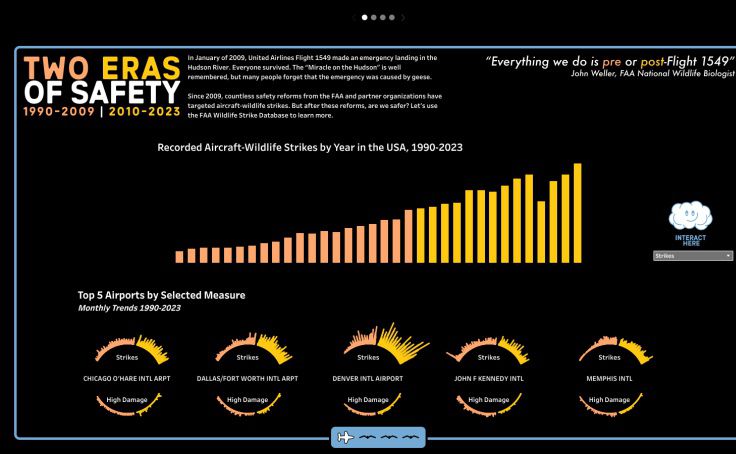 TWO ERAS
OF SAFETY
1990-2009 | 2010-2023
In January of 2009, United Airlines Flight 1549 made an emergency landing in the
Hudson River. Everyone survived. The "Miracle on the Hudson" is well
remembered, but many people forget that the emergency was caused by geese.
Since 2009, countless safety reforms from the FAA and partner organizations have
targeted aircraft-wildlife strikes. But after these reforms, are we safer? Let's use
the FAA Wildlife Strike Database to learn more.
"Everything we do is pre or post-Flight 1549"
John Weller, FAA National Wildlife Biologist
Recorded Aircraft-Wildlife Strikes by Year in the USA, 1990-2023
INTERACT
HERE
Strikes
Top 5 Airports by Selected Measure
Monthly Trends 1990-2023
Strikes
Strikes
Strikes
Strikes
Strikes
CHICAGO O'HARE INTL ARPT
DALLAS/FORT WORTH INTL ARPT
DENVER INTL AIRPORT
JOHN F KENNEDY INTL
MEMPHIS INTL
High Damage
High Damage
High Damage
High Damage
High Damage